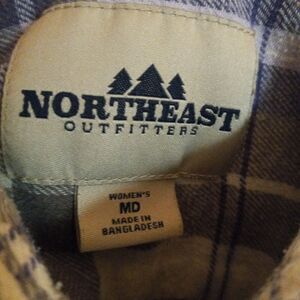 NORTHEAST
OUTFITTERS
WOMEN'S
MD
MADE IN
BANGLADESH